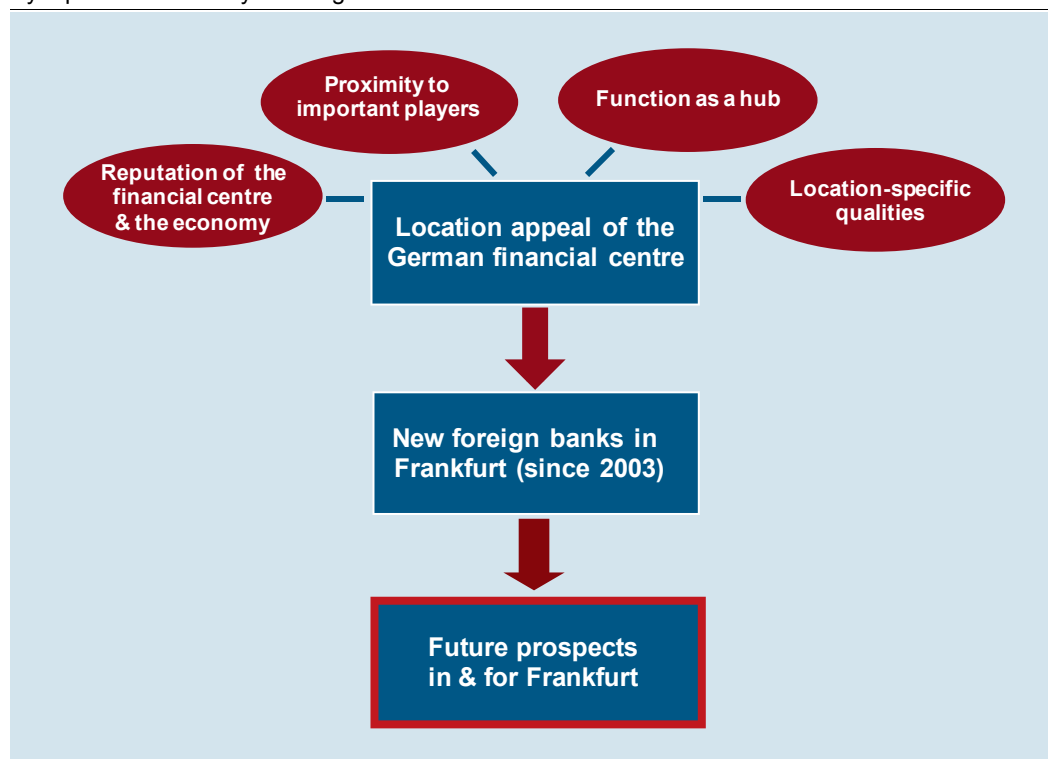 Proximity to
important players
Function as a hub
Reputation of the
financial centre
& the economy
Location-specific
qualities
Location appeal of the
German financial centre
New foreign banks in
Frankfurt (since 2003)
Future prospects
in & for Frankfurt